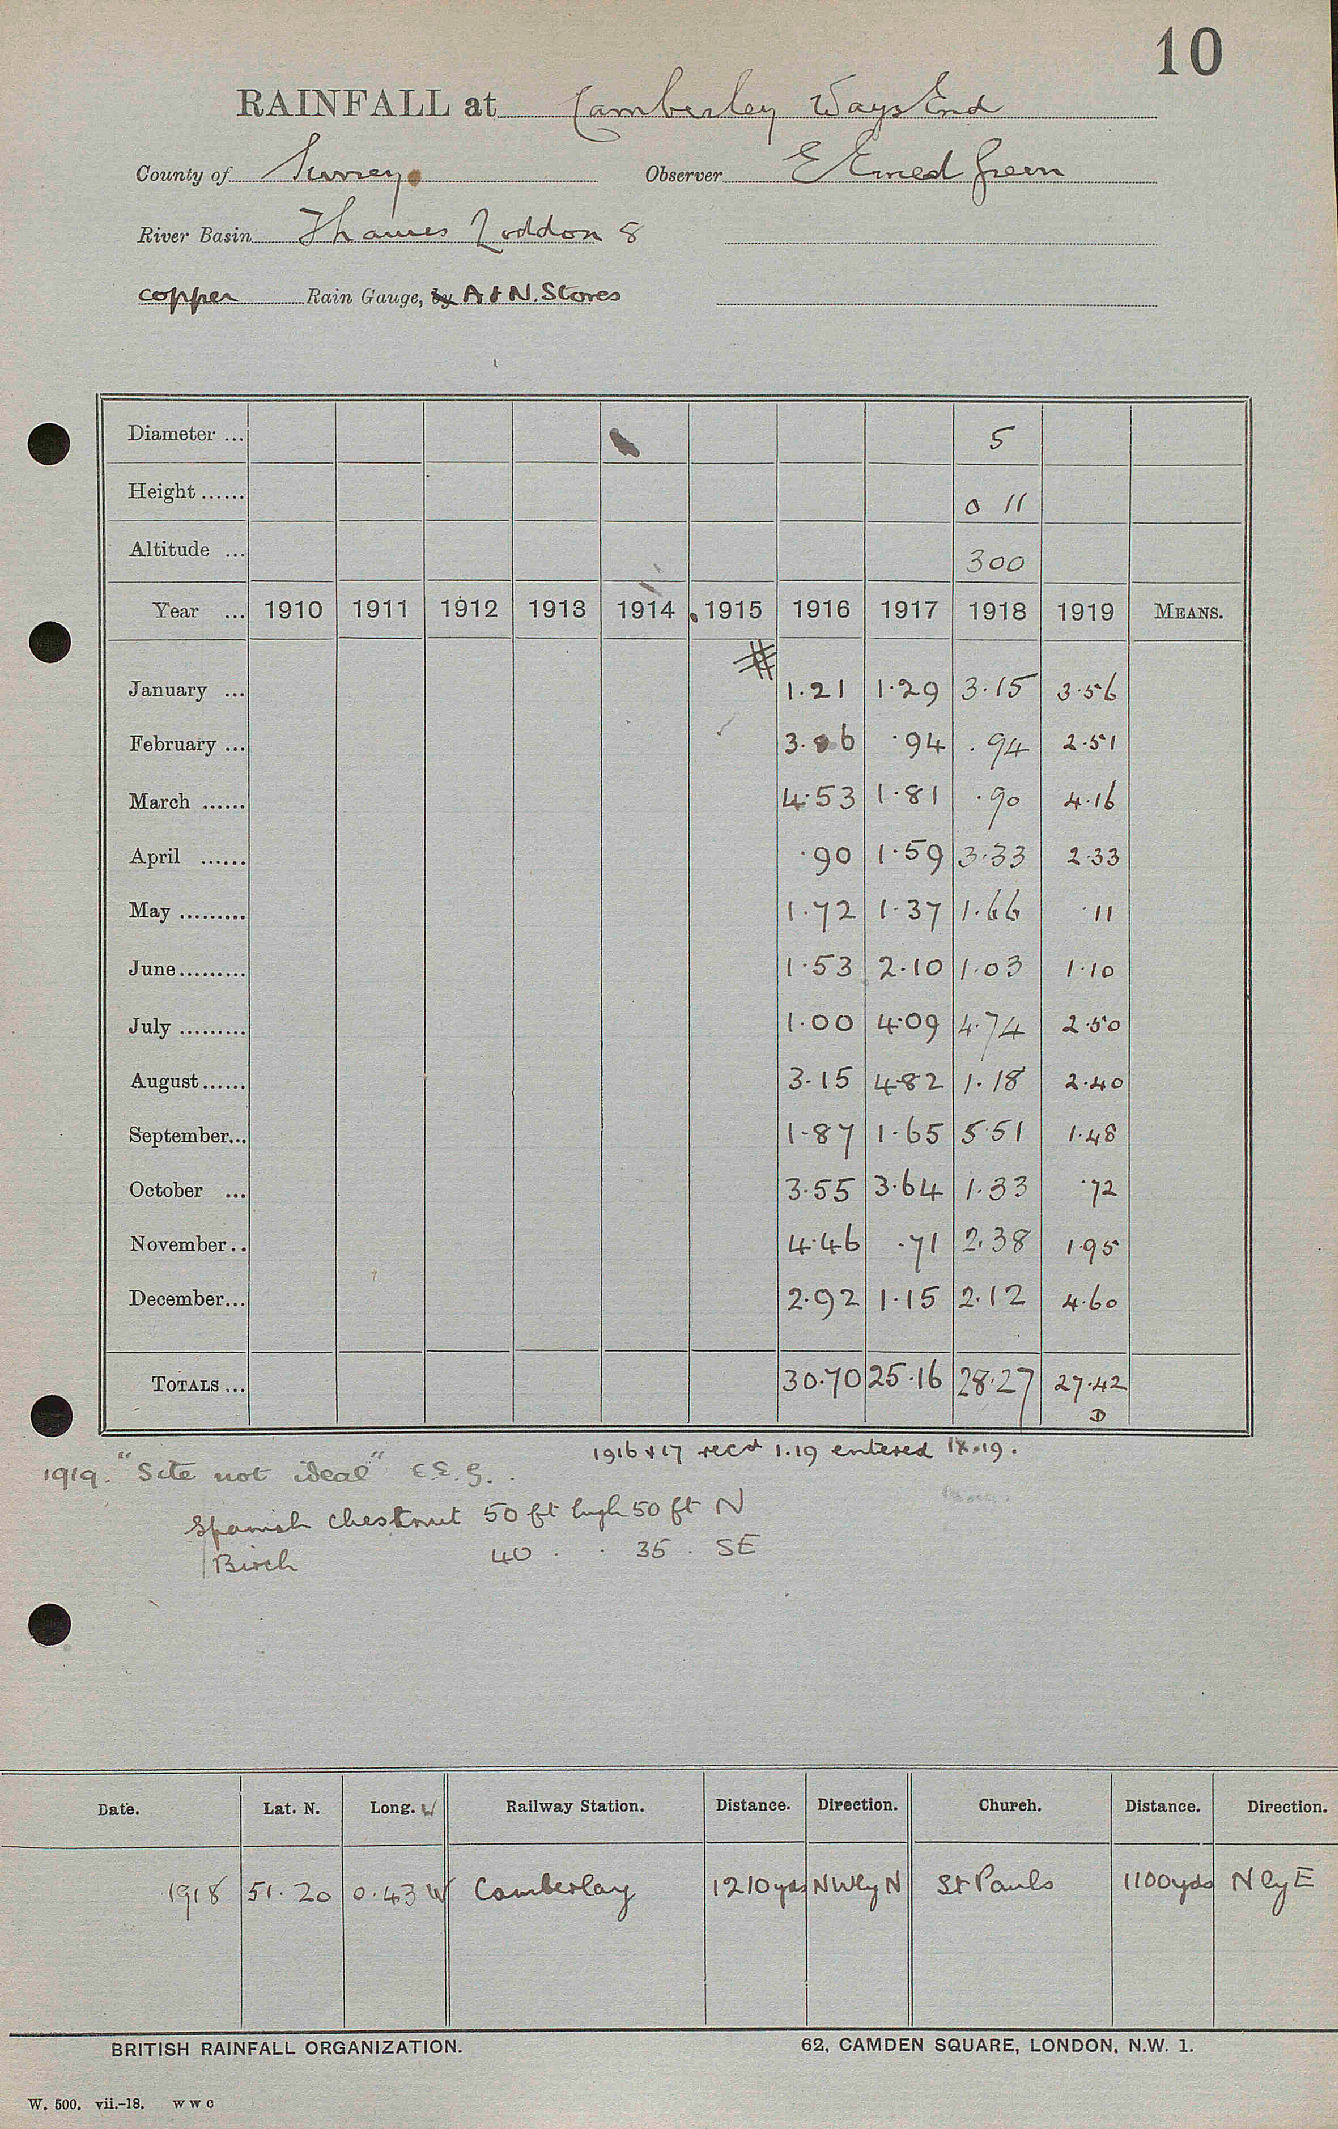 10
RAINFALL at Camberley Ways End
County of Surrey Observer E Ernest Green
River Basin Thames Loddon 8
copper Rain Gauge, by A & N. Stores
Diameter ... 5
Height ...... 0 11
Altitude ... 300
Year ... 1910 1911 1912 1913 1914 1915 1916 1917 1918 1919 MEANS.
#
January ... 1.21 1.29 3.15 3.56
February ... 3.86 .94 .94 2.51
March ...... 4.53 1.81 .90 4.16
April ...... .90 1.59 3.33 2.33
May ......... 1.72 1.37 1.66 .11
June ......... 1.53 2.10 1.03 1.10
July ......... 1.00 4.09 4.74 2.50
August ...... 3.15 4.82 1.18 2.40
September... 1.87 1.65 5.51 1.48
October ... 3.55 3.64 1.33 .72
November .. 4.46 .71 2.38 1.95
December... 2.92 1.15 2.12 4.60
TOTALS ... 30.70 25.16 28.27 27.42
D
1916 & 17 recd 1.19 entered IX.19.
1919. "Site not ideal" E.E.G.
Spanish chestnut 50 ft high 50 ft N
Birch 40 . . 35 . SE
Date. Lat. N. Long. W Railway Station. Distance. Direction. Church. Distance. Direction.
1918 51.20 0.43 W Camberley 1210 yds NW by N St Pauls 1100 yds N by E
BRITISH RAINFALL ORGANIZATION. 62, CAMDEN SQUARE, LONDON, N.W. 1.
W. 500. vii.-18. W W C